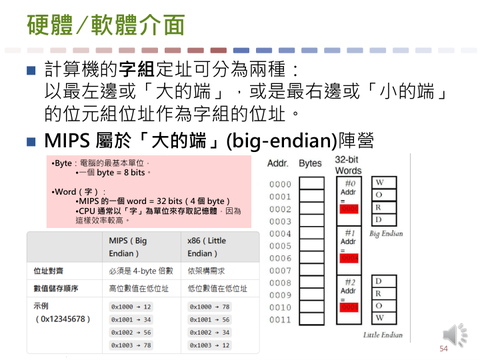 硬體/軟體介面
計算機的字組定址可分為兩種：
以最左邊或「大的端」，或是最右邊或「小的端」
的位元組位址作為字組的位址。
MIPS 屬於「大的端」(big-endian)陣營
•Byte：電腦的最基本單位，
•一個 byte = 8 bits。
•Word（字）：
•MIPS 的一個 word = 32 bits（4 個 byte）
•CPU 通常以「字」為單位來存取記憶體，因為
這樣效率較高。
MIPS（Big Endian） x86（Little Endian）
位址對齊 必須是 4-byte 倍數 依架構需求
數值儲存順序 高位數值在低位址 低位數值在低位址
示例（0x12345678）
0x1000 → 12 0x1000 → 78
0x1001 → 34 0x1001 → 56
0x1002 → 56 0x1002 → 34
0x1003 → 78 0x1003 → 12
Addr. Bytes 32-bit Words
0000
0001
0002
0003
0004
0005
0006
0007
0008
0009
0010
0011
#0
Addr
=
#1
Addr
=
#2
Addr
=
W
O
R
D
Big Endian
D
R
O
W
Little Endian
54